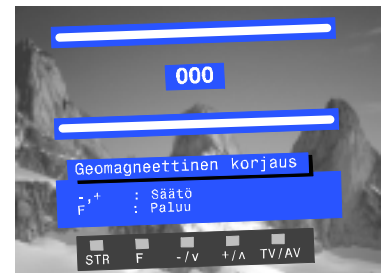 000
Geomagneettinen korjaus
-,+ : Säätö
F : Paluu
STR F -/v +/ʌ TV/AV